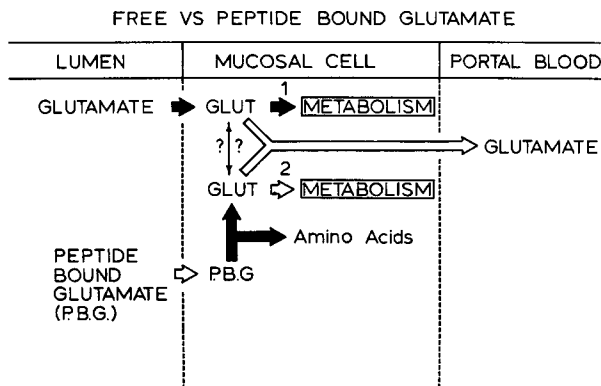 FREE VS PEPTIDE BOUND GLUTAMATE
LUMEN MUCOSAL CELL PORTAL BLOOD
1
GLUTAMATE GLUT METABOLISM
? ? GLUTAMATE
2
GLUT METABOLISM
Amino Acids
PEPTIDE
BOUND P.B.G
GLUTAMATE
(P.B.G.)